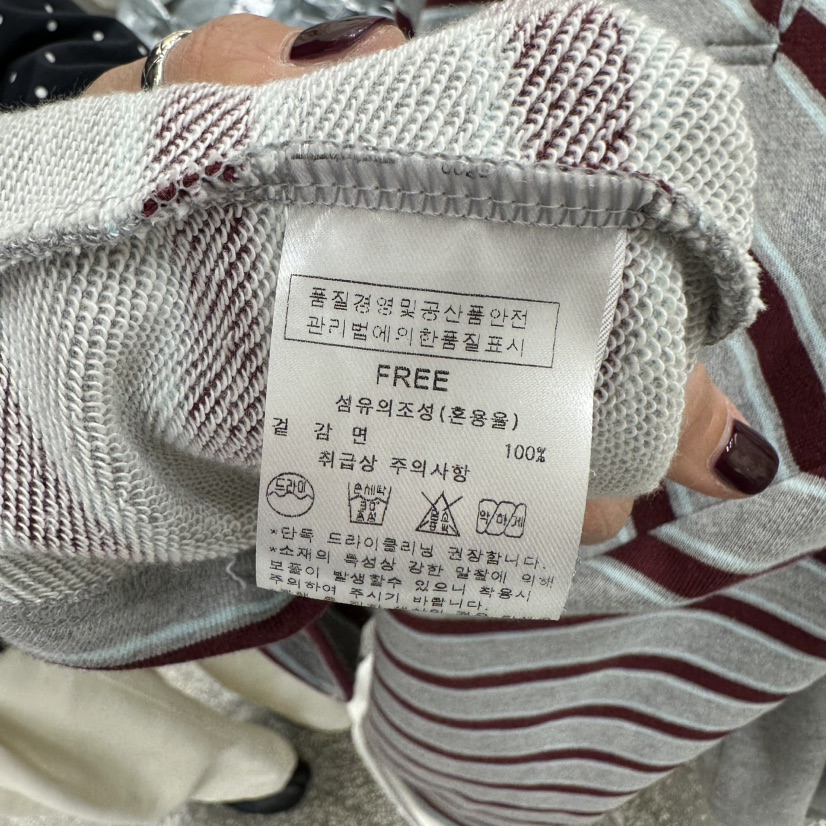 품질경영및공산품안전
관리법에의한품질표시
FREE
섬유의조성(혼용율)
겉 감 면 100%
취급상 주의사항
드라이
손세탁
약하게
*단독 드라이클리닝 권장합니다.
*소재의 특성상 강한 말찰에 의해
보풀이 발생할수 있으니 착용시
주의하여 주시기 바랍니다.